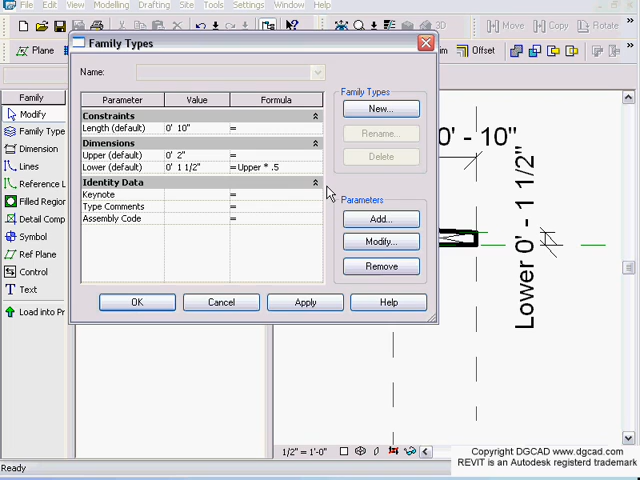 File Edit View Modelling Drafting Site Tools Settings Window Help
Modify Copy Rotate
Plane
Offset
Family Types
Name:
Parameter Value Formula
Constraints
Length (default) 0' 10" =
Dimensions
Upper (default) 0' 2" =
Lower (default) 0' 1 1/2" =Upper * .5
Identity Data
Keynote =
Type Comments =
Assembly Code =
Family Types
New...
Rename...
Delete
Parameters
Add...
Modify...
Remove
OK Cancel Apply Help
Family
Modify
Family Type
Dimension
Lines
Reference L
Filled Region
Detail Comp
Symbol
Ref Plane
Control
Text
Load into Pr
0' - 10"
Lower 0' - 1 1/2"
1/2" = 1'-0"
Copyright DGCAD www.dgcad.com
REVIT is an Autodesk registerd trademark
Ready